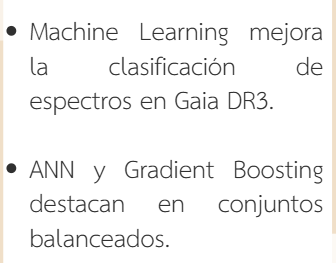 • Machine Learning mejora
la clasificación de
espectros en Gaia DR3.
• ANN y Gradient Boosting
destacan en conjuntos
balanceados.